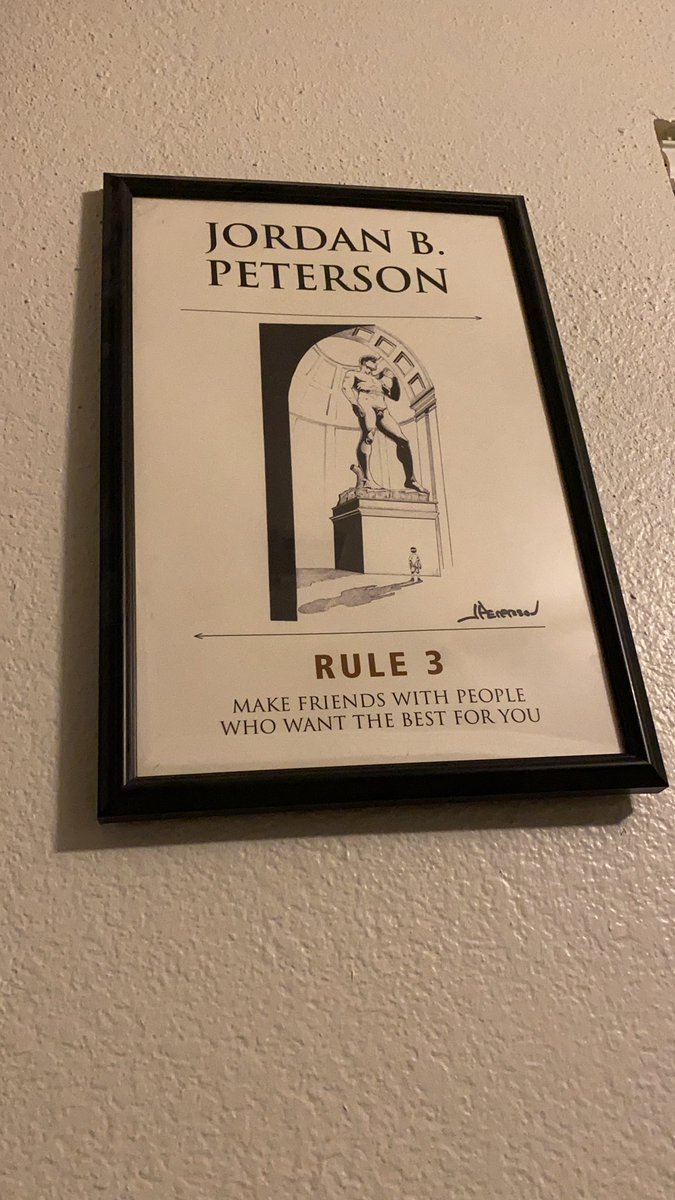 JORDAN B.
PETERSON
RULE 3
MAKE FRIENDS WITH PEOPLE
WHO WANT THE BEST FOR YOU